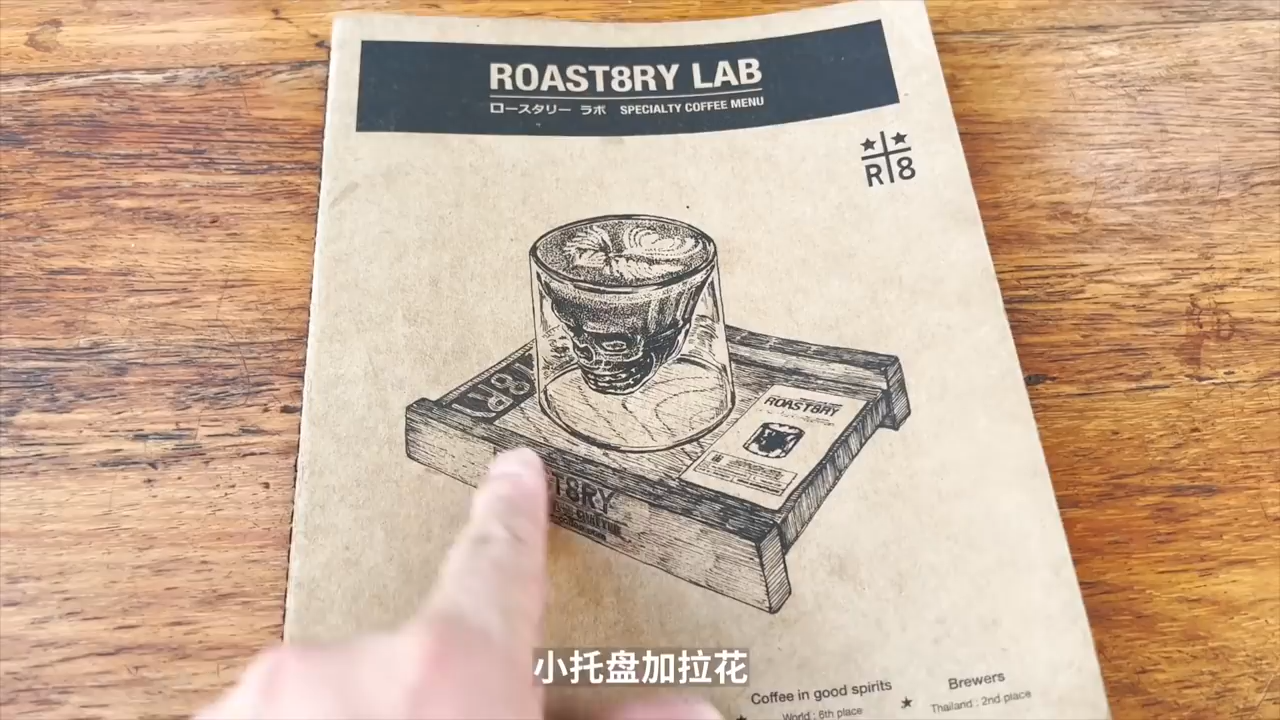 ROAST8RY LAB
ロースタリー ラボ SPECIALTY COFFEE MENU
R 8
T8RY
ROAST8RY
T8RY
小托盘加拉花
Coffee in good spirits
World : 6th place
Brewers
Thailand : 2nd place